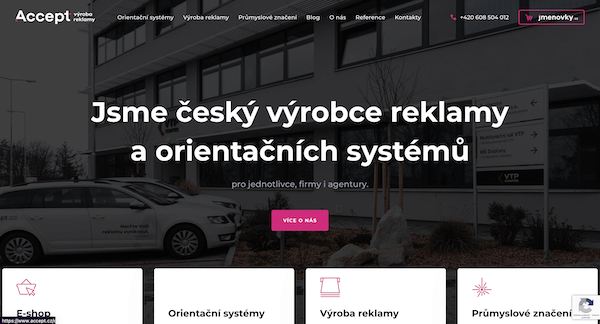 Accept výroba
reklamy
Orientační systémy Výroba reklamy Průmyslové značení Blog O nás Reference Kontakty
+420 608 504 012
jmenovky.cz
Jsme český výrobce reklamy
a orientačních systémů
pro jednotlivce, firmy i agentury.
VÍCE O NÁS
VTP
E-shop
Orientační systémy
Výroba reklamy
Průmyslové značení
https://www.accept.cz/